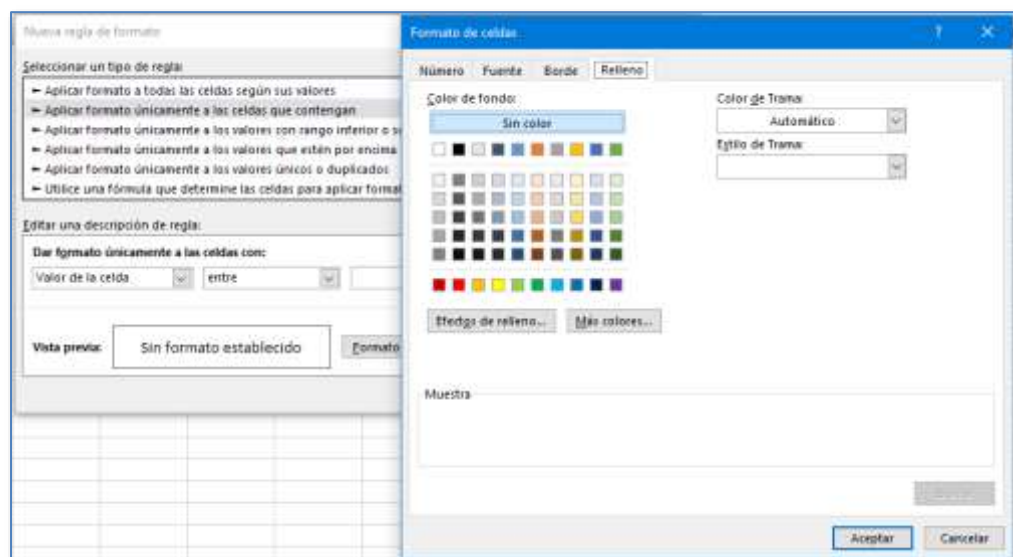 Nueva regla de formato
Seleccionar un tipo de regla:
► Aplicar formato a todas las celdas según sus valores
► Aplicar formato únicamente a las celdas que contengan
► Aplicar formato únicamente a los valores con rango inferior o
► Aplicar formato únicamente a los valores que estén por encima
► Aplicar formato únicamente a los valores únicos o duplicados
► Utilice una fórmula que determine las celdas para aplicar
Editar una descripción de regla:
Dar formato únicamente a las celdas con:
Valor de la celda
entre
Vista previa:
Sin formato establecido
Formato
Formato de celdas
?
Número Fuente Borde Relleno
Color de fondo:
Sin color
Efectos de relleno...
Más colores...
Color de Trama:
Automático
Estilo de Trama:
Muestra
Aceptar
Cancelar